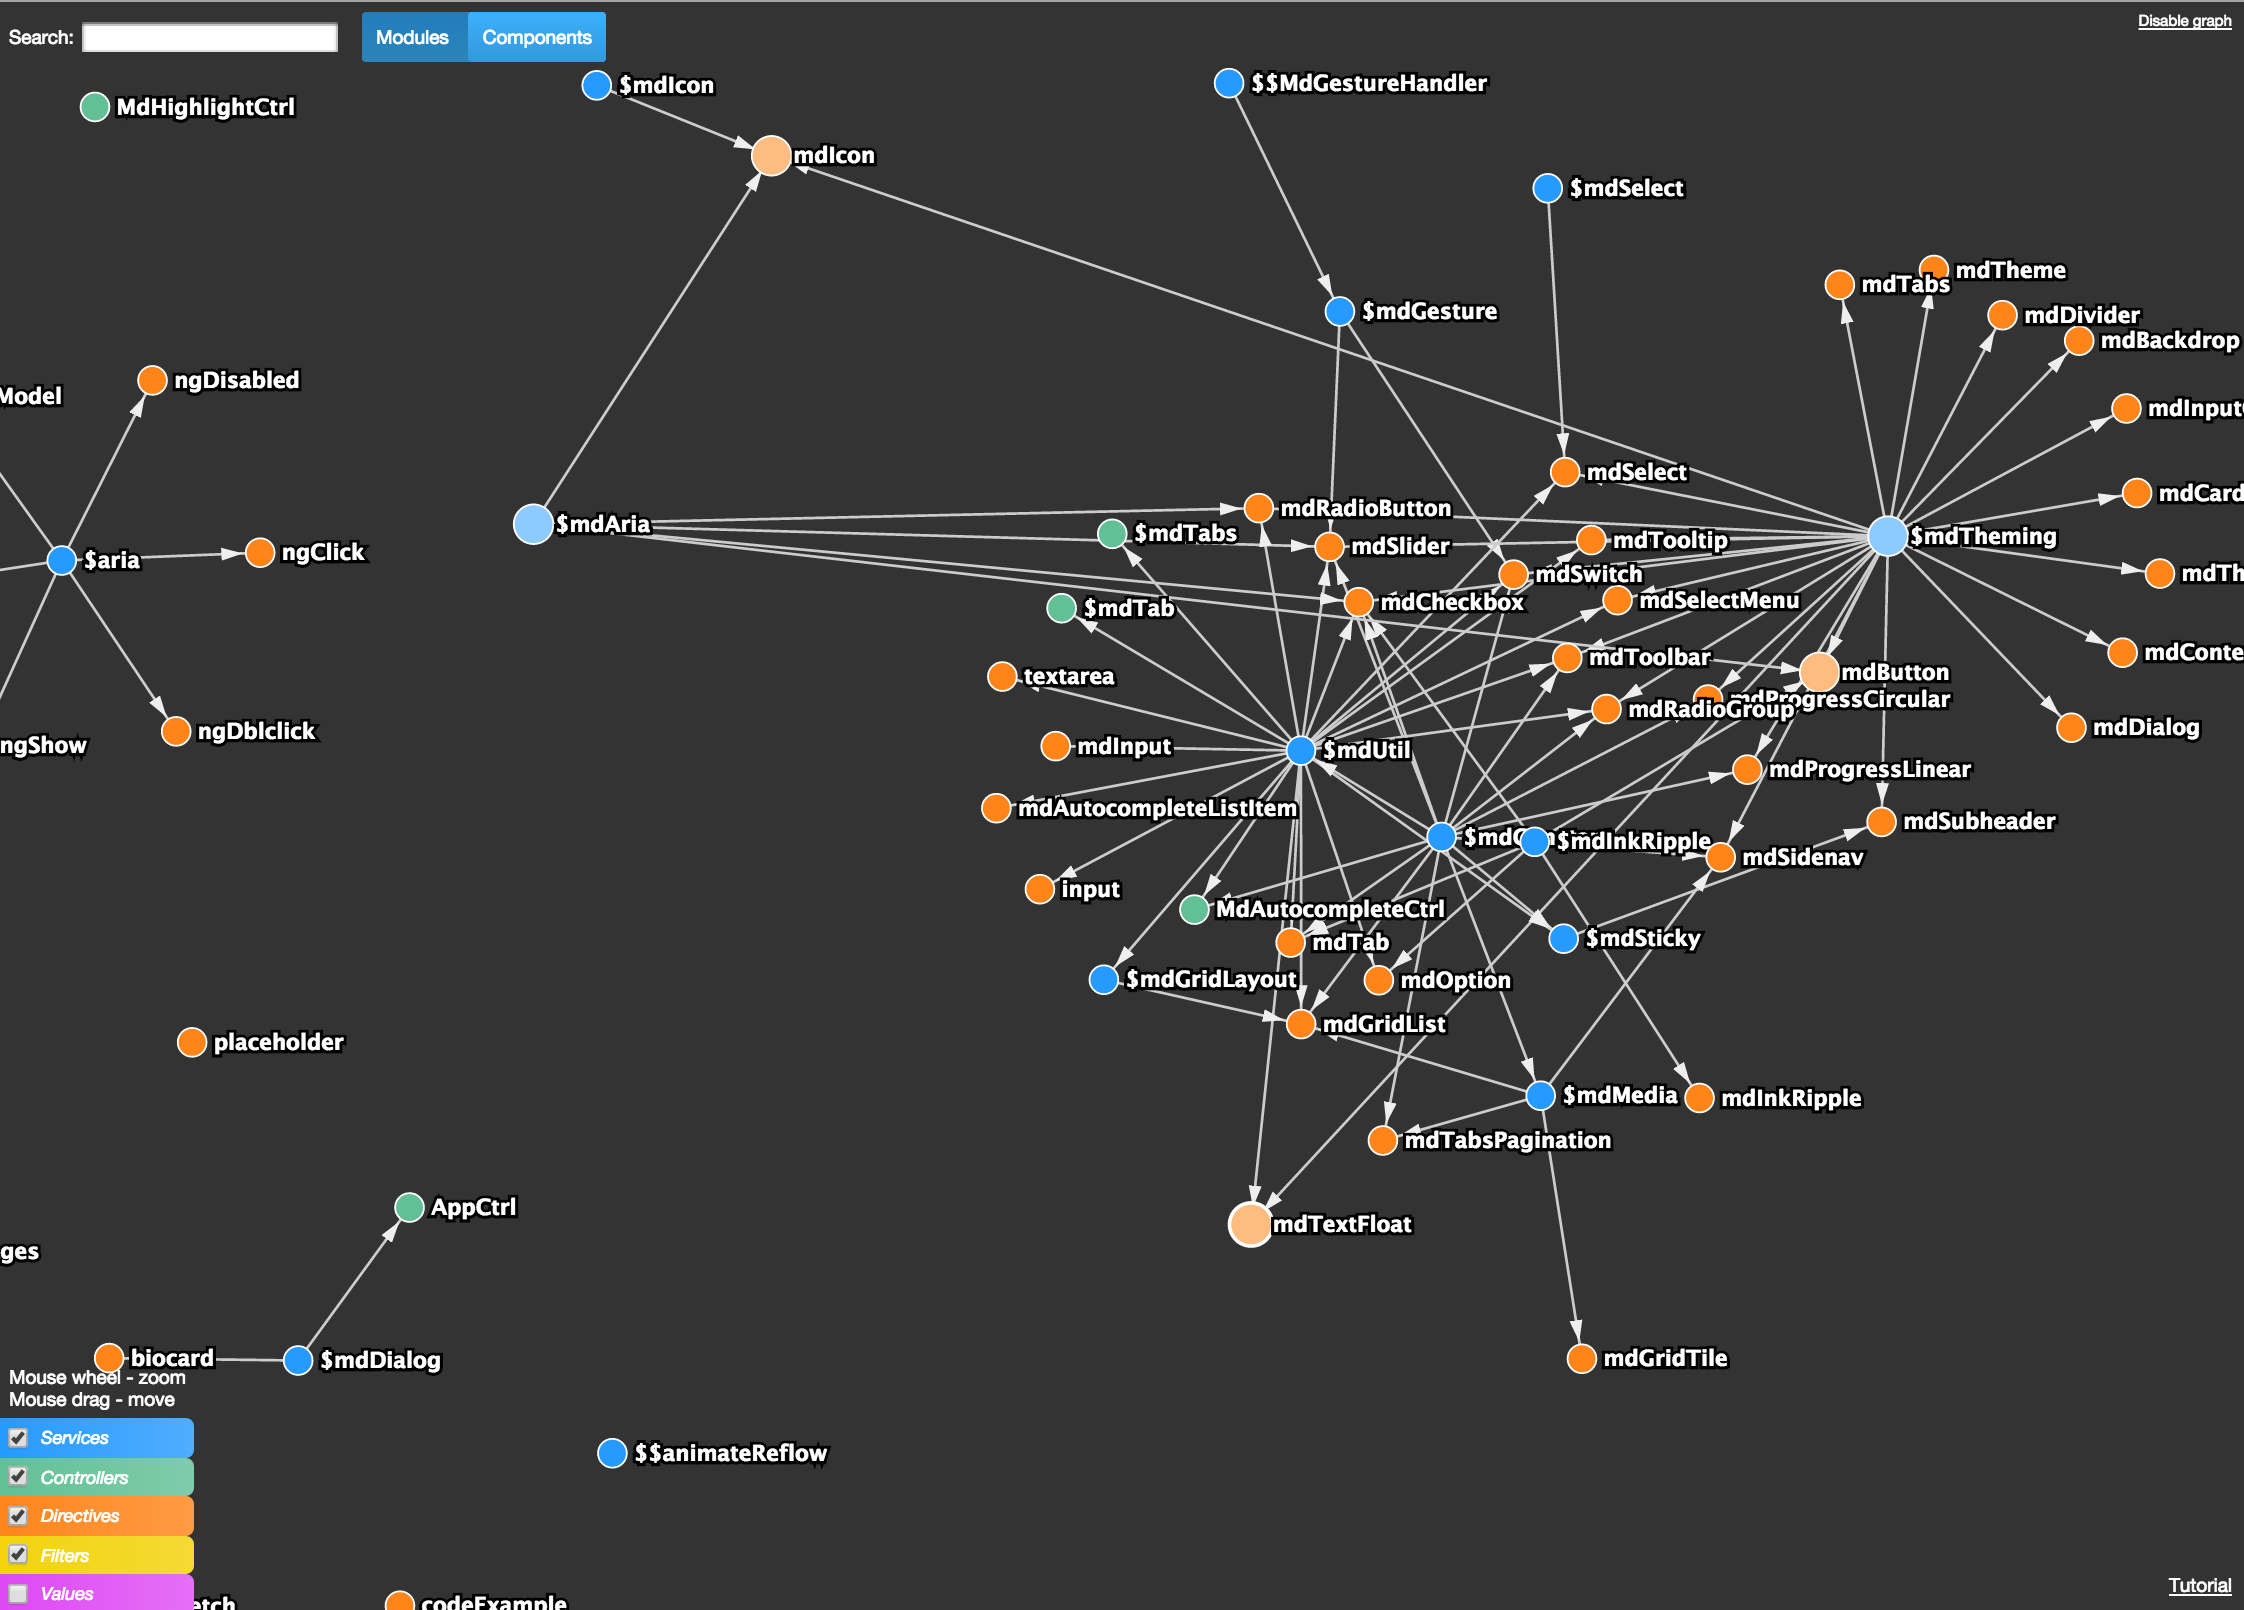 Search:
Modules
Components
Disable graph
$mdIcon
$$MdGestureHandler
MdHighlightCtrl
mdIcon
$mdSelect
mdTheme
mdTabs
$mdGesture
mdDivider
mdBackdrop
ngDisabled
Model
mdInput
mdSelect
mdCard
mdRadioButton
$mdAria
$mdTabs
$mdTheming
mdTooltip
mdSlider
ngClick
$aria
mdSwitch
mdTh
mdSelectMenu
mdCheckbox
$mdTab
mdConte
mdToolbar
mdButton
textarea
mdProgressCircular
mdRadioGroup
mdDialog
ngDblclick
ngShow
mdInput
$mdUtil
mdProgressLinear
mdAutocompleteListItem
mdSubheader
$mdInkRipple
mdSidenav
input
MdAutocompleteCtrl
$mdSticky
mdTab
$mdGridLayout
mdOption
mdGridList
placeholder
$mdMedia
mdInkRipple
mdTabsPagination
AppCtrl
mdTextFloat
ges
biocard
$mdDialog
mdGridTile
Mouse wheel - zoom
Mouse drag - move
Services
$$animateReflow
Controllers
Directives
Filters
Tutorial
Values
etch
codeExample